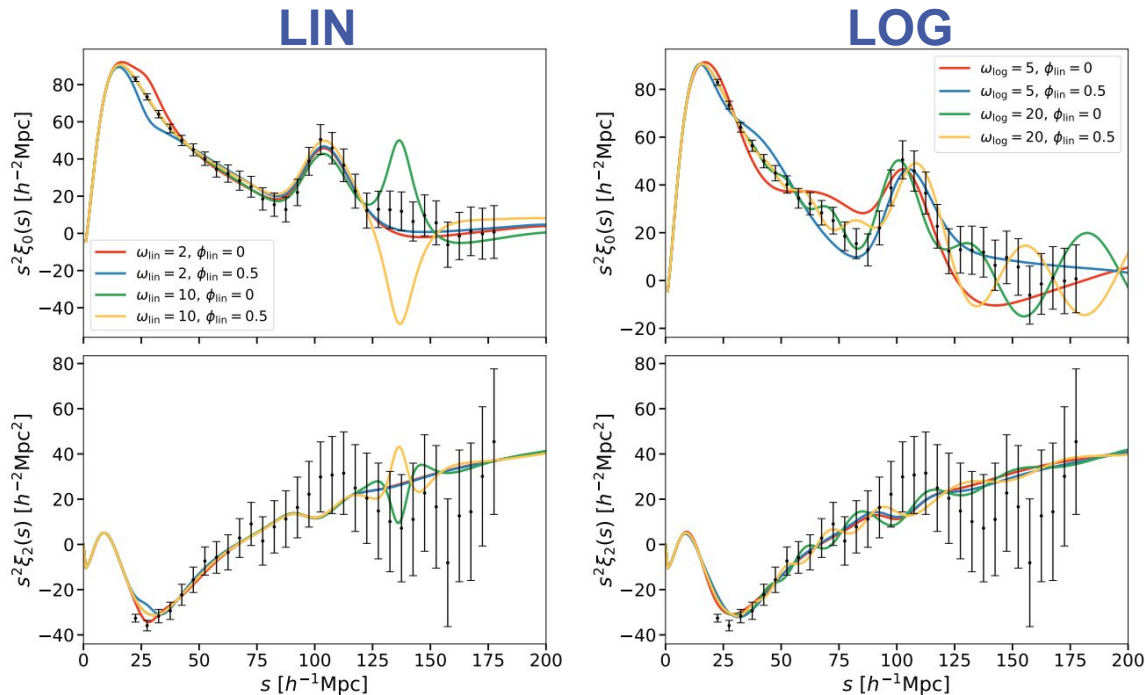 LIN
LOG
s²ξ₀(s) [h⁻²Mpc]
80
60
40
20
0
−20
−40
ω_lin = 2, ϕ_lin = 0
ω_lin = 2, ϕ_lin = 0.5
ω_lin = 10, ϕ_lin = 0
ω_lin = 10, ϕ_lin = 0.5
s²ξ₀(s) [h⁻²Mpc]
80
60
40
20
0
−20
ω_log = 5, ϕ_lin = 0
ω_log = 5, ϕ_lin = 0.5
ω_log = 20, ϕ_lin = 0
ω_log = 20, ϕ_lin = 0.5
s²ξ₂(s) [h⁻²Mpc²]
80
60
40
20
0
−20
−40
0 25 50 75 100 125 150 175 200
s [h⁻¹Mpc]
s²ξ₂(s) [h⁻²Mpc²]
80
60
40
20
0
−20
−40
0 25 50 75 100 125 150 175 200
s [h⁻¹Mpc]